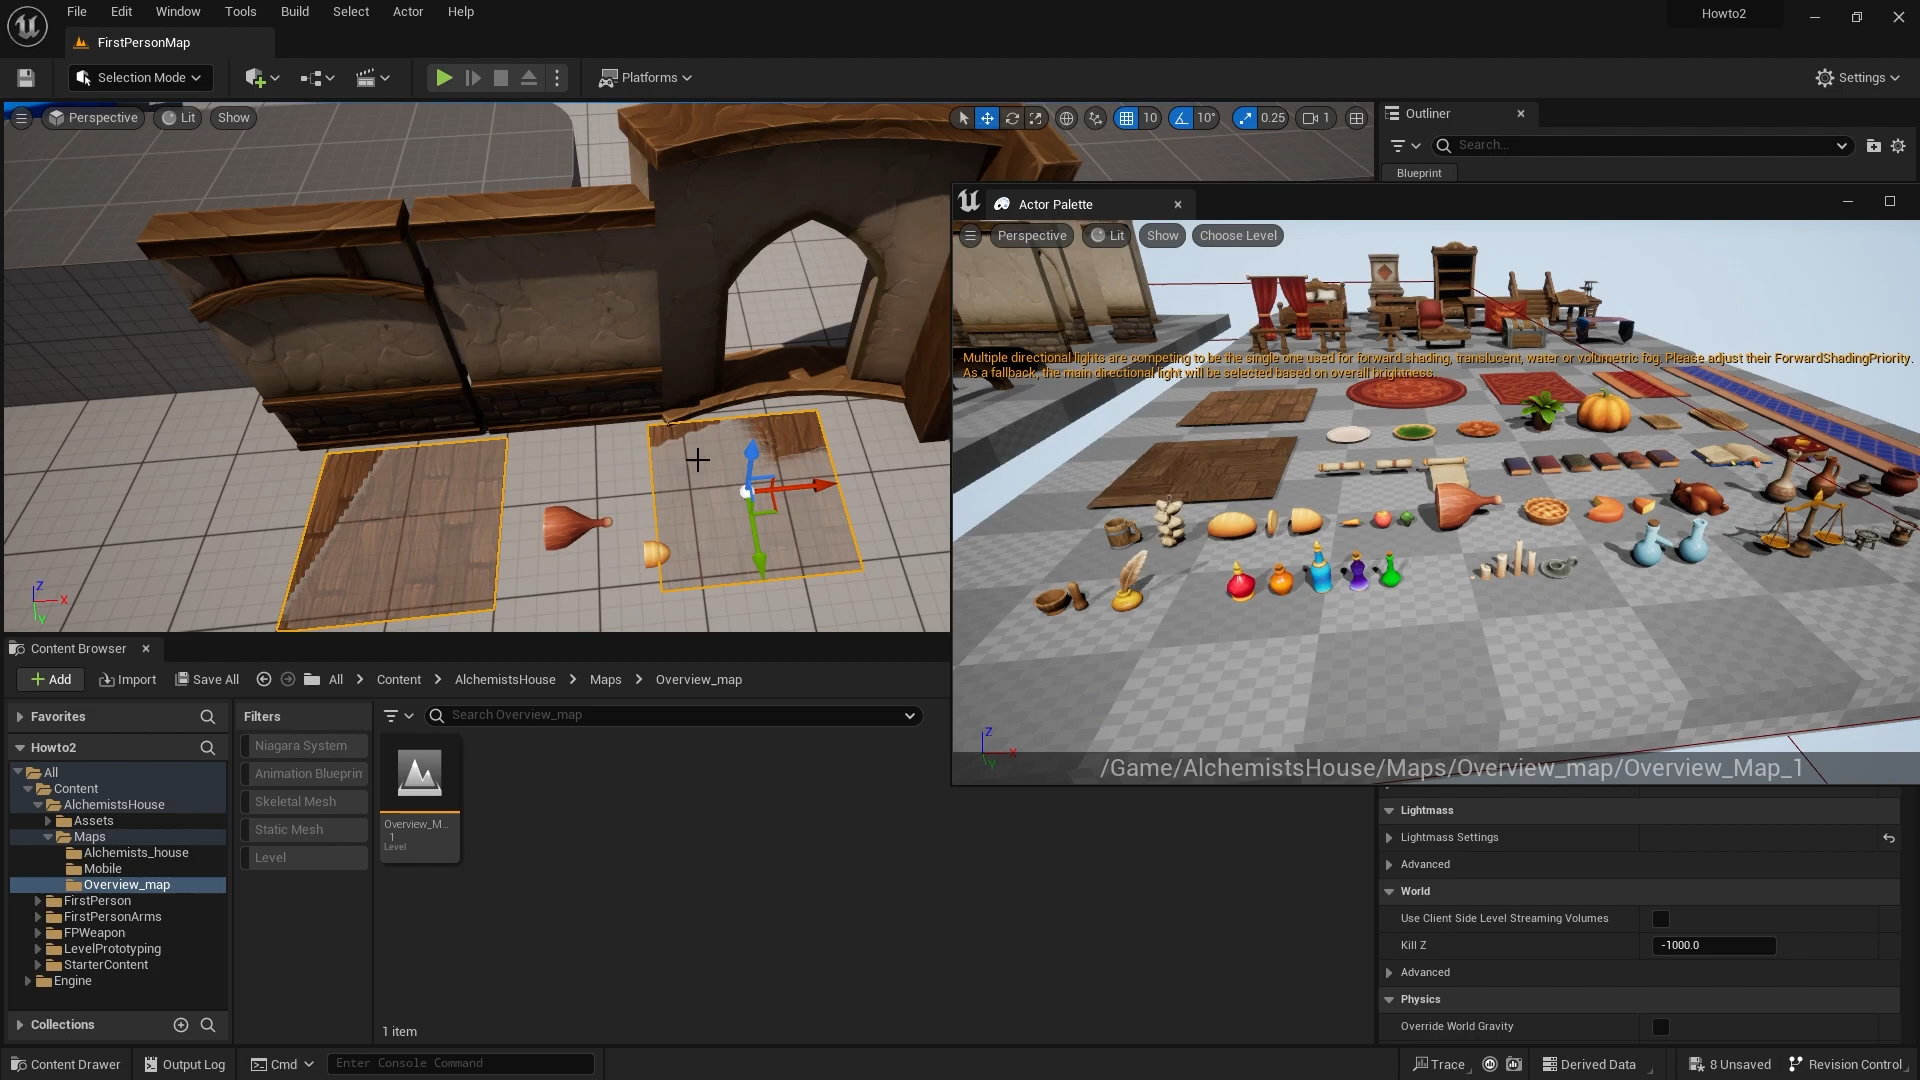 File Edit Window Tools Build Select Actor Help
Howto2
FirstPersonMap
Selection Mode
Platforms
Settings
Perspective Lit Show
10 10° 0.25 1
Outliner
Search...
Blueprint
Actor Palette
Perspective Lit Show Choose Level
Multiple directional lights are competing to be the single one used for forward shading, translucent, water or volumetric fog. Please adjust their ForwardShadingPriority.
As a fallback, the main directional light will be selected based on overall brightness.
Z
X
Y
Z
X
Y
/Game/AlchemistsHouse/Maps/Overview_map/Overview_Map_1
Content Browser
Add Import Save All All Content AlchemistsHouse Maps Overview_map
Favorites
Howto2
All
Content
AlchemistsHouse
Assets
Maps
Alchemists_house
Mobile
Overview_map
FirstPerson
FirstPersonArms
FPWeapon
LevelPrototyping
StarterContent
Engine
Collections
Filters
Niagara System
Animation Blueprin
Skeletal Mesh
Static Mesh
Level
Search Overview_map
Overview_M...
1
Level
1 item
Lightmass
Lightmass Settings
Advanced
World
Use Client Side Level Streaming Volumes
Kill Z -1000.0
Advanced
Physics
Override World Gravity
Content Drawer Output Log Cmd Enter Console Command
Trace Derived Data 8 Unsaved Revision Control